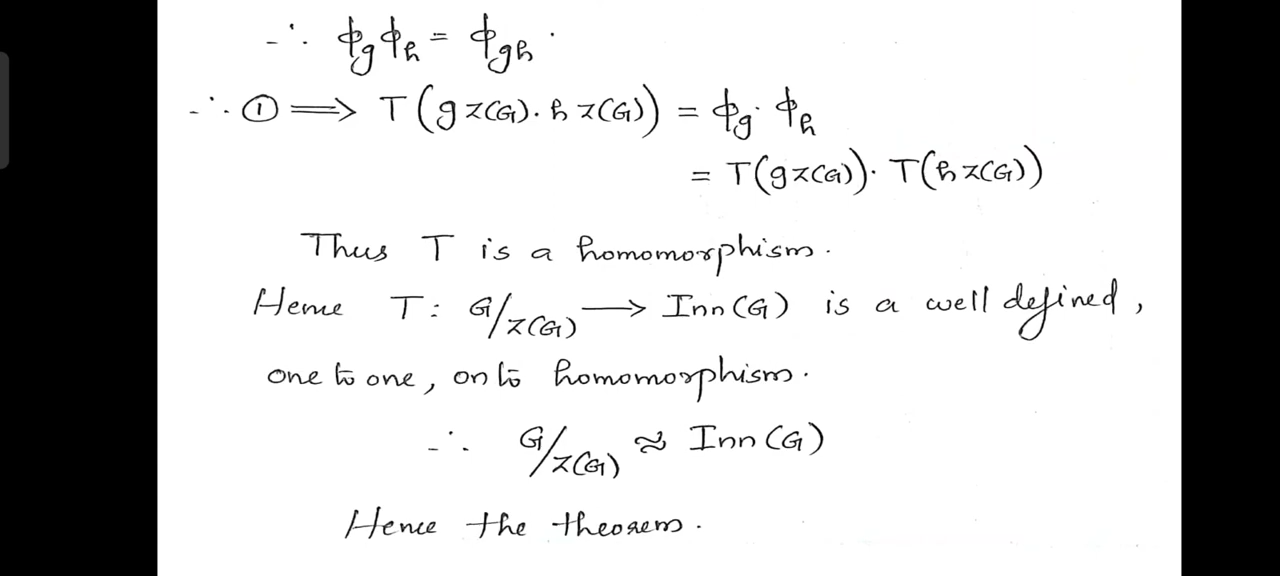 ∴ ϕg ϕh = ϕgh .
∴ ① ⟹ T(g Z(G) . h Z(G)) = ϕg . ϕh
= T(g Z(G)) . T(h Z(G))
Thus T is a homomorphism.
Hence T : G/Z(G) ⟶ Inn(G) is a well defined,
one to one, onto homomorphism.
∴ G/Z(G) ≈ Inn(G)
Hence the theorem.